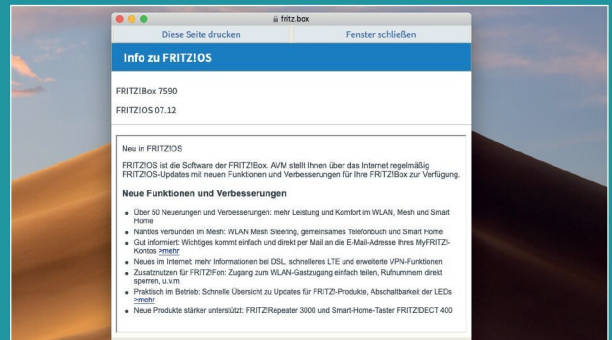 fritz.box
Diese Seite drucken
Fenster schließen
Info zu FRITZ!OS
FRITZ!Box 7590
FRITZ!OS 07.12
Neu in FRITZ!OS
FRITZ!OS ist die Software der FRITZ!Box. AVM stellt Ihnen über das Internet regelmäßig
FRITZ!OS-Updates mit neuen Funktionen und Verbesserungen für Ihre FRITZ!Box zur Verfügung.
Neue Funktionen und Verbesserungen
Über 50 Neuerungen und Verbesserungen: mehr Leistung und Komfort im WLAN, Mesh und Smart
Home
Nahtlos verbunden im Mesh: WLAN Mesh Steering, gemeinsames Telefonbuch und Smart Home
Gut informiert: Wichtiges kommt einfach und direkt per Mail an die E-Mail-Adresse Ihres MyFRITZ!-
Kontos >mehr
Neues im Internet: mehr Informationen bei DSL, schnelleres LTE und erweiterte VPN-Funktionen
Zusatznutzen für FRITZ!Fon: Zugang zum WLAN-Gastzugang einfach teilen, Rufnummern direkt
sperren, u.v.m
Praktisch im Betrieb: Schnelle Übersicht zu Updates für FRITZ!-Produkte, Abschaltbarkeit der LEDs
>mehr
Neue Produkte stärker unterstützt: FRITZ!Repeater 3000 und Smart-Home-Taster FRITZ!DECT 400